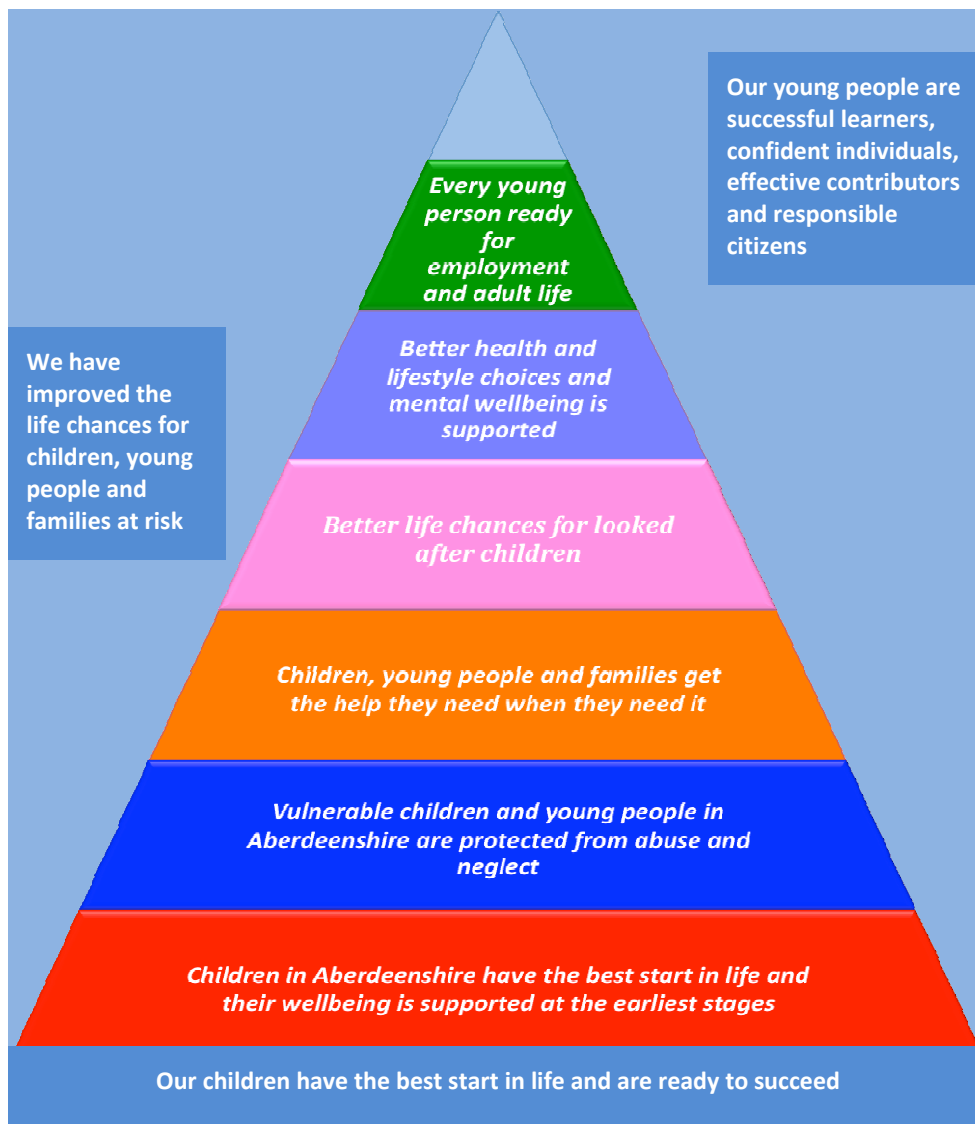 Our young people are
successful learners,
confident individuals,
effective contributors
and responsible
citizens
Every young
person ready
for
employment
and adult life
We have
improved the
life chances for
children, young
people and
families at risk
Better health and
lifestyle choices and
mental wellbeing is
supported
Better life chances for looked
after children
Children, young people and families get
the help they need when they need it
Vulnerable children and young people in
Aberdeenshire are protected from abuse and
neglect
Children in Aberdeenshire have the best start in life and
their wellbeing is supported at the earliest stages
Our children have the best start in life and are ready to succeed